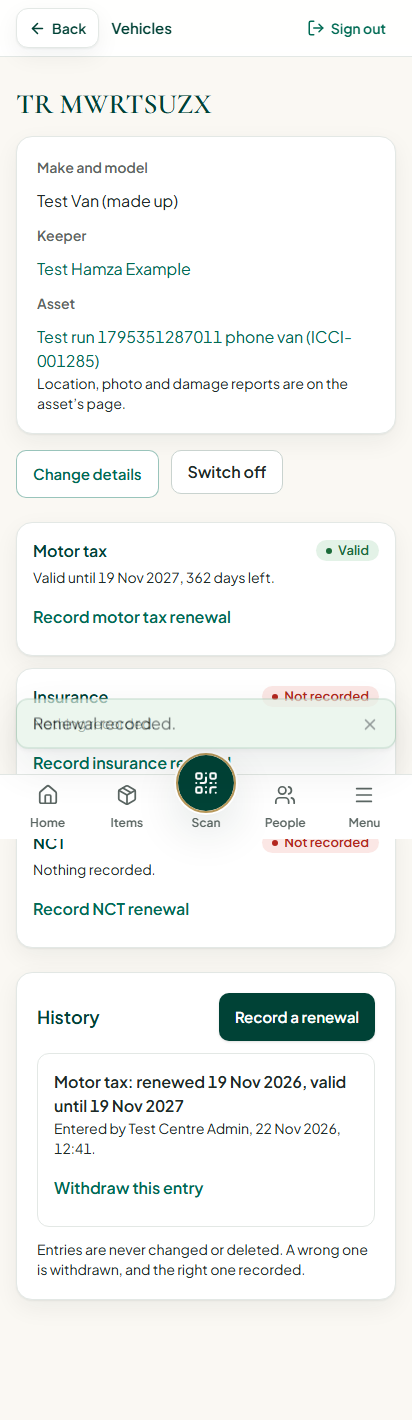 Back
Vehicles
Sign out
TR MWRTSUZX
Make and model
Test Van (made up)
Keeper
Test Hamza Example
Asset
Test run 1795351287011 phone van (ICCI-
001285)
Location, photo and damage reports are on the
asset's page.
Change details
Switch off
Motor tax
Valid
Valid until 19 Nov 2027, 362 days left.
Record motor tax renewal
Insurance
Not recorded
Renewal recorded.
Record insurance
Home
Items
Scan
People
Menu
NCT
Not recorded
Nothing recorded.
Record NCT renewal
History
Record a renewal
Motor tax: renewed 19 Nov 2026, valid
until 19 Nov 2027
Entered by Test Centre Admin, 22 Nov 2026,
12:41.
Withdraw this entry
Entries are never changed or deleted. A wrong one
is withdrawn, and the right one recorded.